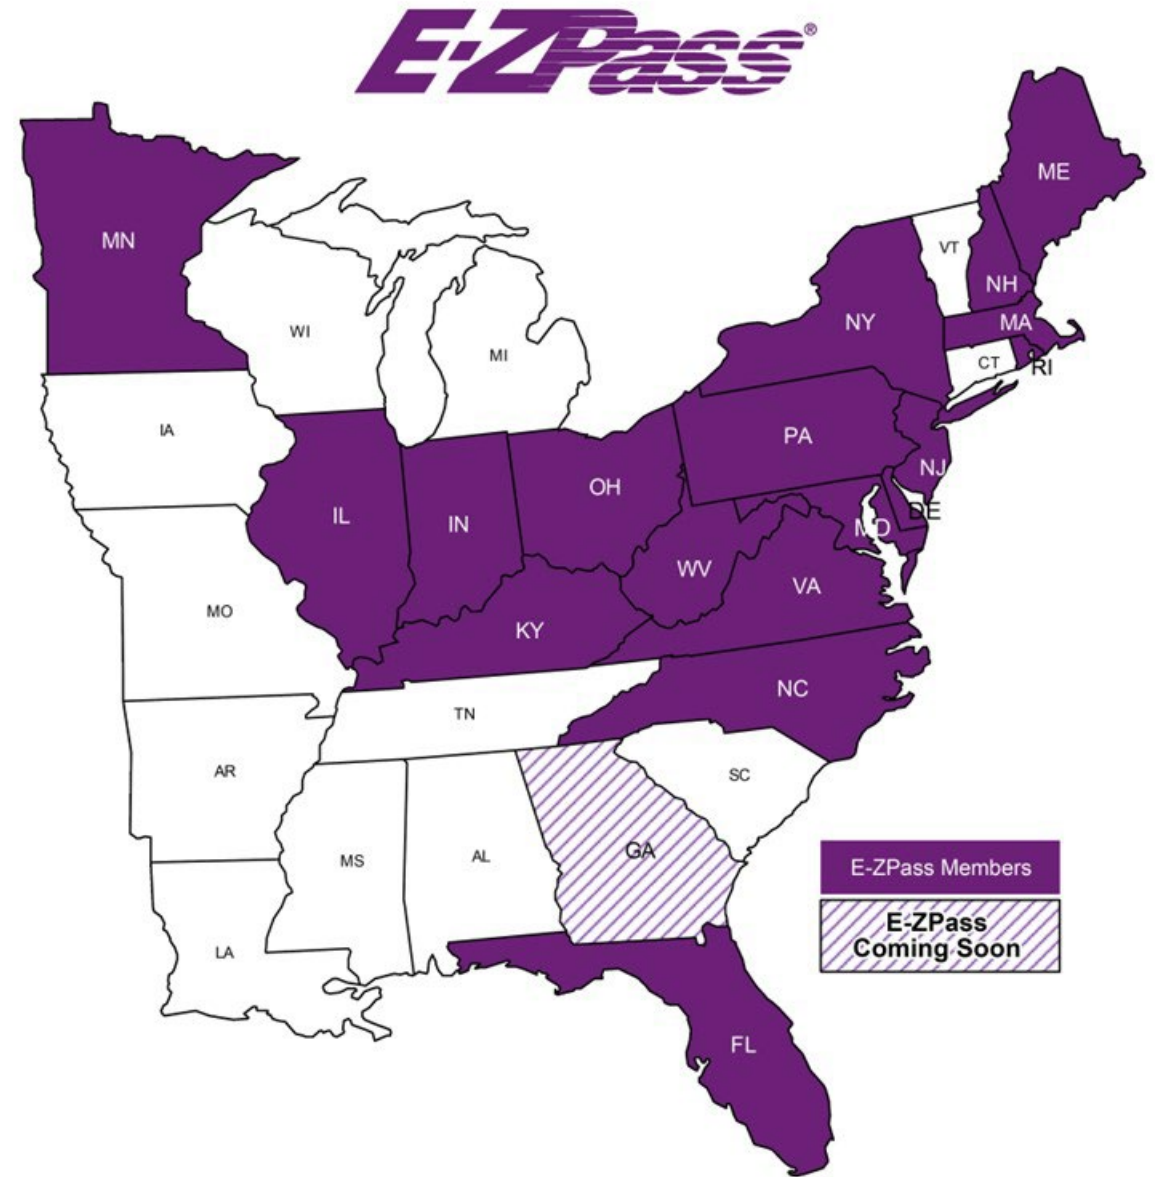 E-ZPass®
ME
MN
VT
NH
NY
MA
WI
MI
CT
RI
IA
PA
NJ
OH
IL
IN
DE
MD
WV
VA
MO
KY
NC
TN
AR
SC
GA
MS
AL
E-ZPass Members
E-ZPass
Coming Soon
LA
FL